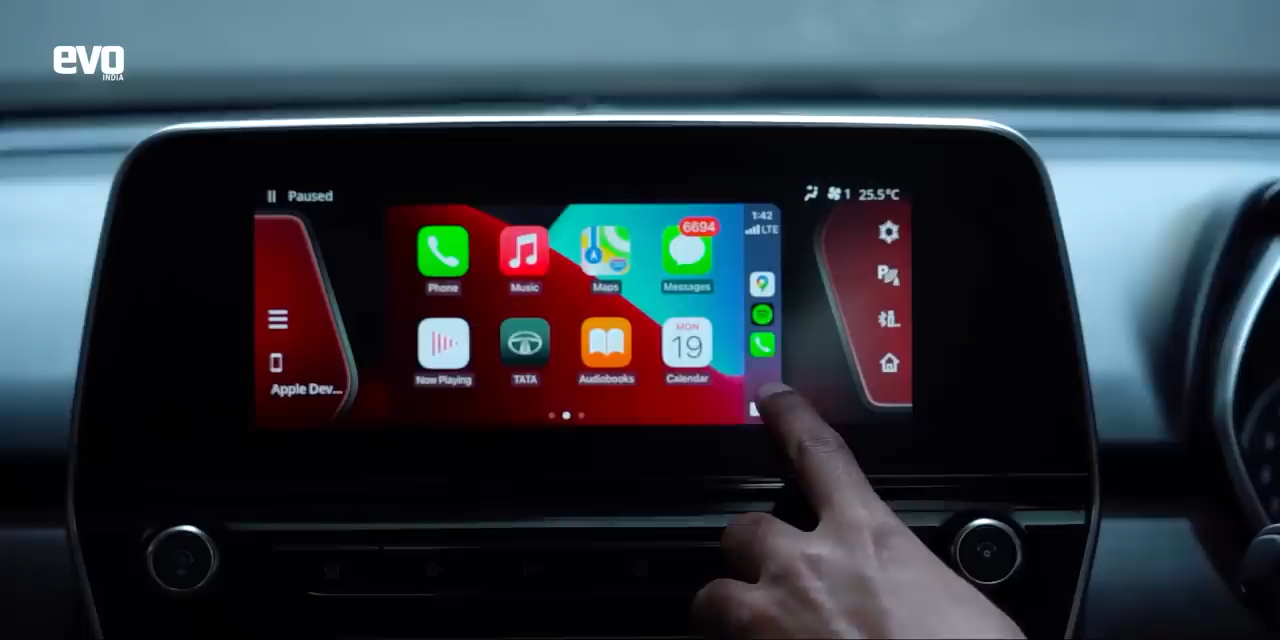 evo
INDIA
Paused
1 25.5°C
6694
1:42
LTE
Phone
Music
Maps
Messages
MON
19
Now Playing
TATA
Audiobooks
Calendar
Apple Dev...